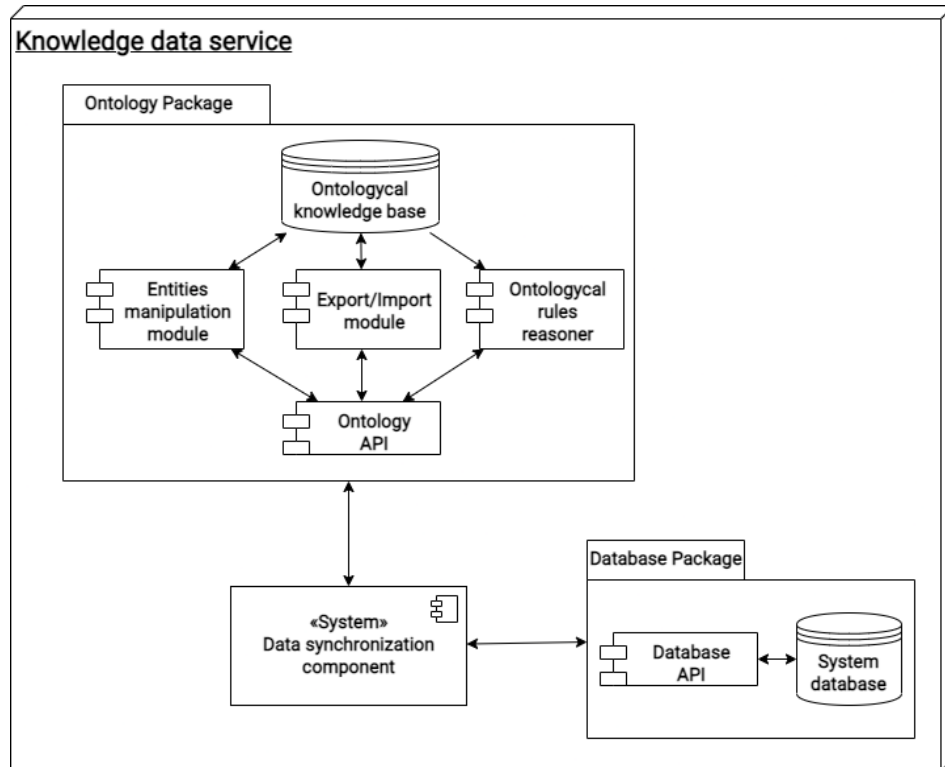 Knowledge data service
Ontology Package
Ontologycal
knowledge base
Entities
manipulation
module
Export/Import
module
Ontologycal
rules
reasoner
Ontology
API
«System»
Data synchronization
component
Database Package
Database
API
System
database